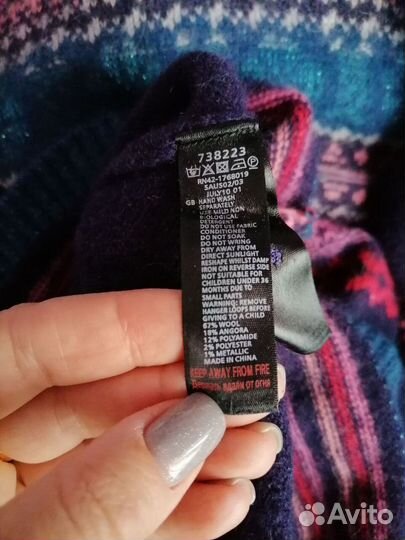 738223
RN42-1768019
SAUS02/03
JULY10 01
GB HAND WASH
SEPARATELY
USE MILD NON
BIOLOGICAL
DETERGENT
DO NOT USE FABRIC
CONDITIONER
DO NOT SOAK
DO NOT WRING
DRY AWAY FROM
DIRECT SUNLIGHT
RESHAPE WHILST DAMP
IRON ON REVERSE SIDE
NOT SUITABLE FOR
CHILDREN UNDER 36
MONTHS DUE TO
SMALL PARTS
WARNING: REMOVE
HANGER LOOPS BEFORE
GIVING TO A CHILD
67% WOOL
18% ANGORA
12% POLYAMIDE
2% POLYESTER
1% METALLIC
MADE IN CHINA
KEEP AWAY FROM FIRE
Держать вдали от огня
Avito